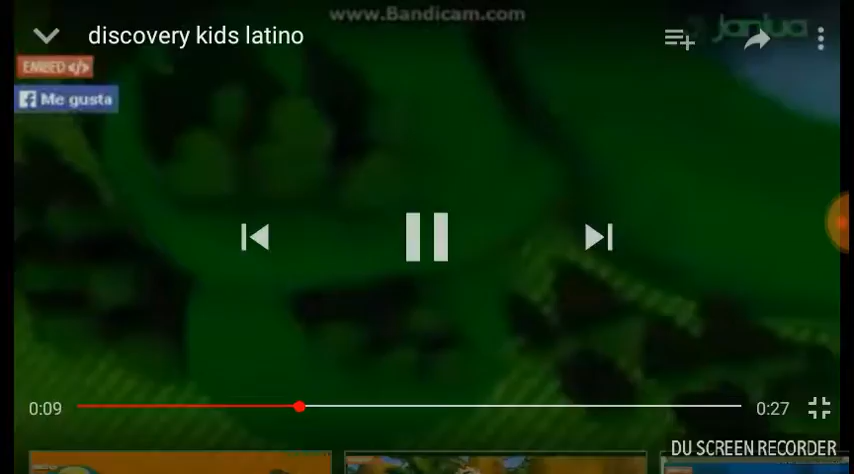 www.Bandicam.com
discovery kids latino
EMBED </>
Me gusta
0:09
0:27
DU SCREEN RECORDER